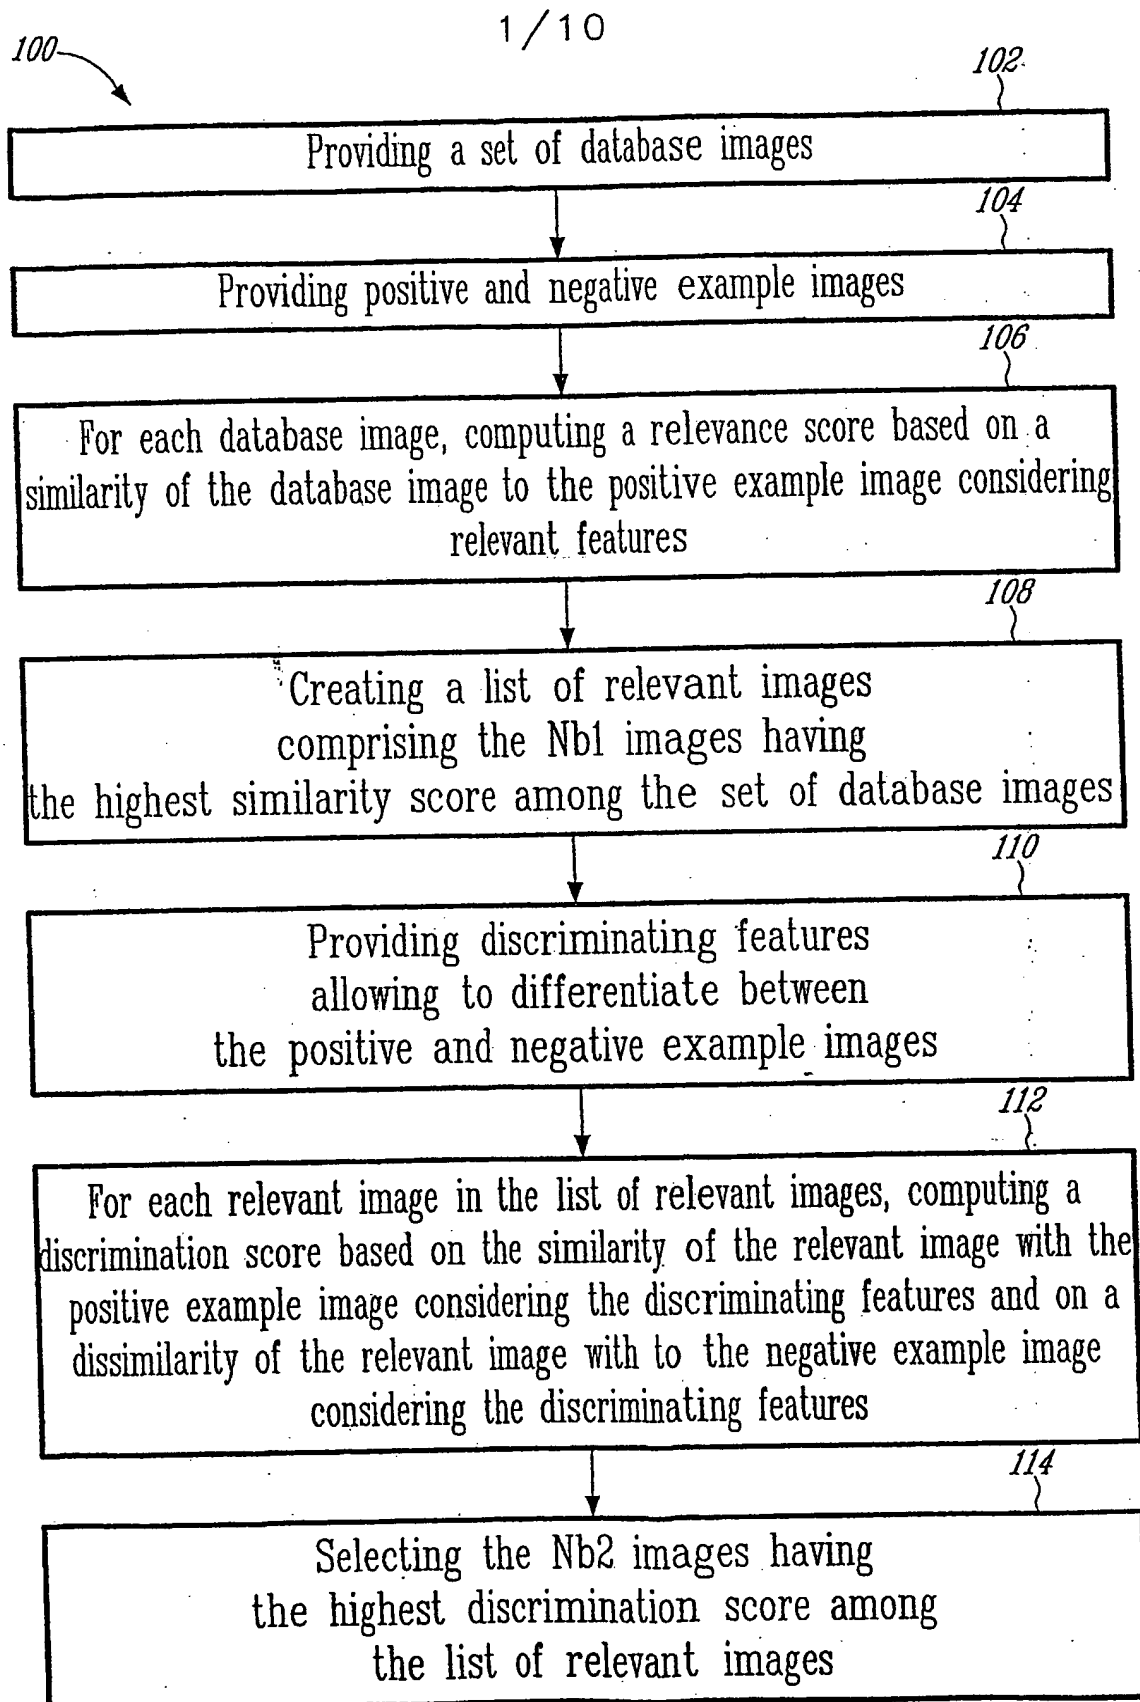 1/10
100
102
Providing a set of database images
104
Providing positive and negative example images
106
For each database image, computing a relevance score based on a
similarity of the database image to the positive example image considering
relevant features
108
Creating a list of relevant images
comprising the Nb1 images having
the highest similarity score among the set of database images
110
Providing discriminating features
allowing to differentiate between
the positive and negative example images
112
For each relevant image in the list of relevant images, computing a
discrimination score based on the similarity of the relevant image with the
positive example image considering the discriminating features and on a
dissimilarity of the relevant image with to the negative example image
considering the discriminating features
114
Selecting the Nb2 images having
the highest discrimination score among
the list of relevant images